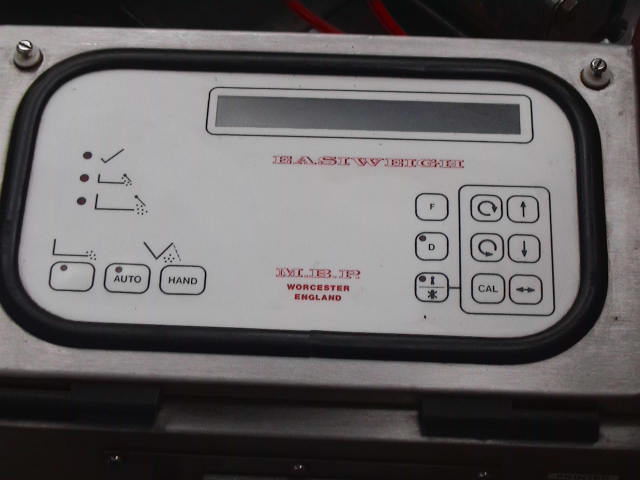 EASIWEIGH
F
D
AUTO
HAND
CAL
M.B.P.
WORCESTER
ENGLAND